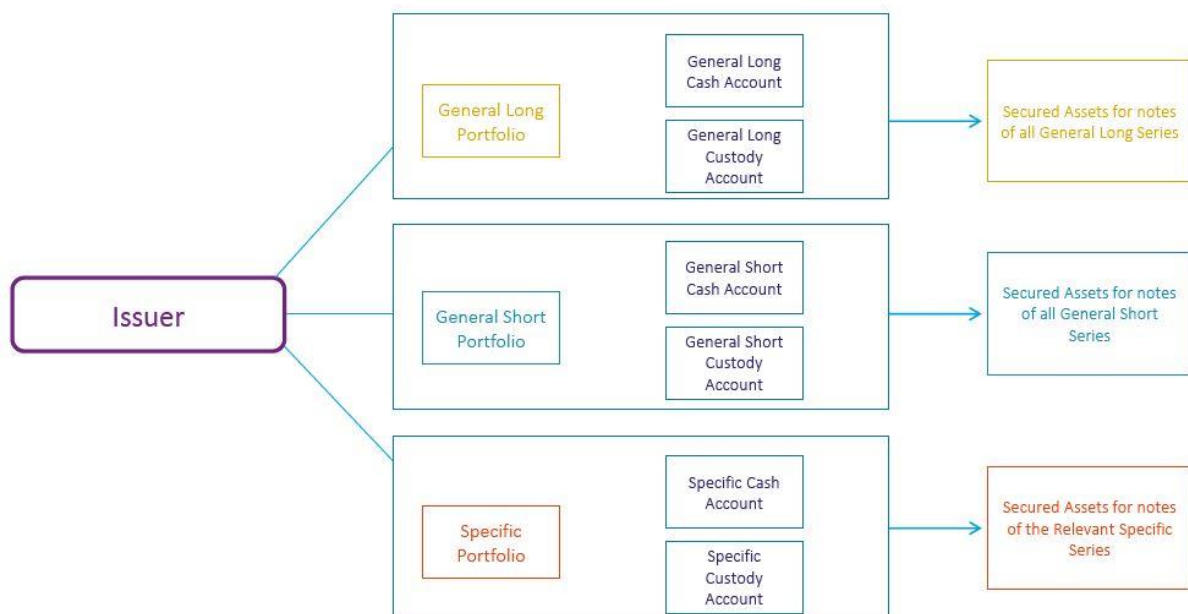 Issuer
General Long
Portfolio
General Long
Cash Account
General Long
Custody
Account
Secured Assets for notes
of all General Long Series
General Short
Portfolio
General Short
Cash Account
General Short
Custody
Account
Secured Assets for notes
of all General Short
Series
Specific
Portfolio
Specific Cash
Account
Specific
Custody
Account
Secured Assets for notes
of the Relevant Specific
Series